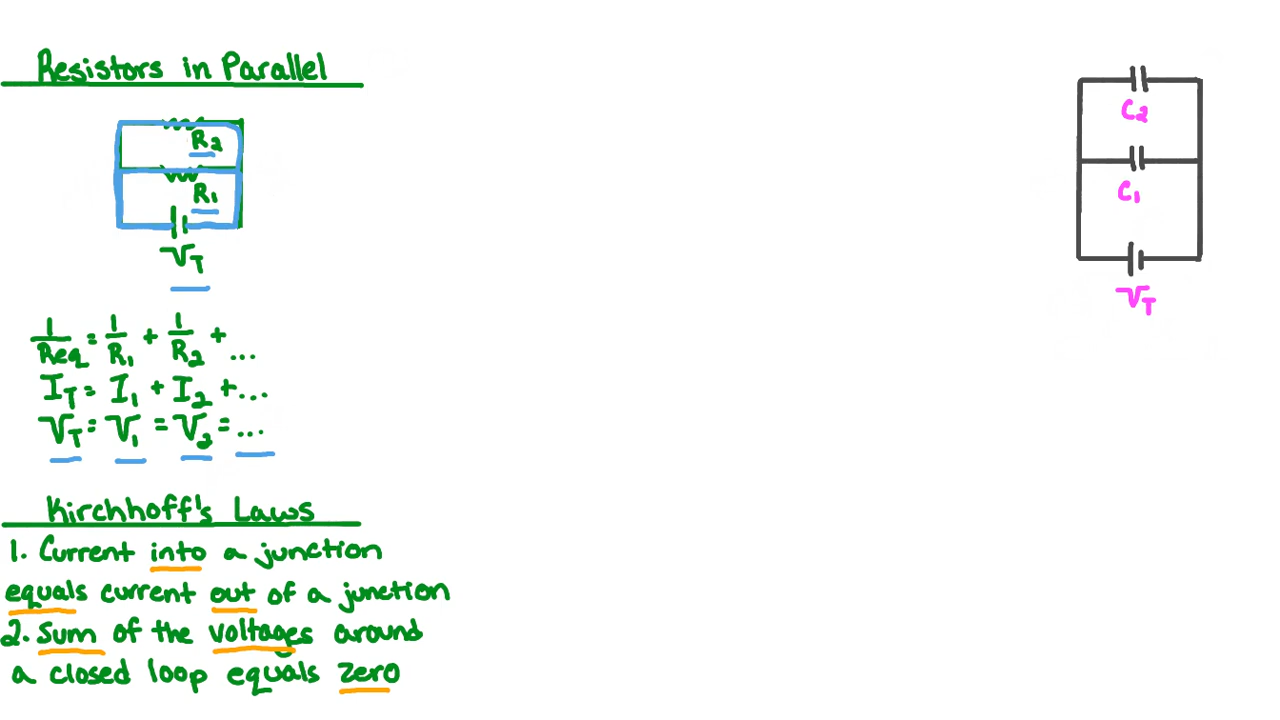 Resistors in Parallel
R2
R1
VT
1/Req = 1/R1 + 1/R2 + ...
IT = I1 + I2 + ...
VT = V1 = V2 = ...
Kirchhoff's Laws
1. Current into a junction
equals current out of a junction
2. Sum of the voltages around
a closed loop equals zero
C2
C1
VT